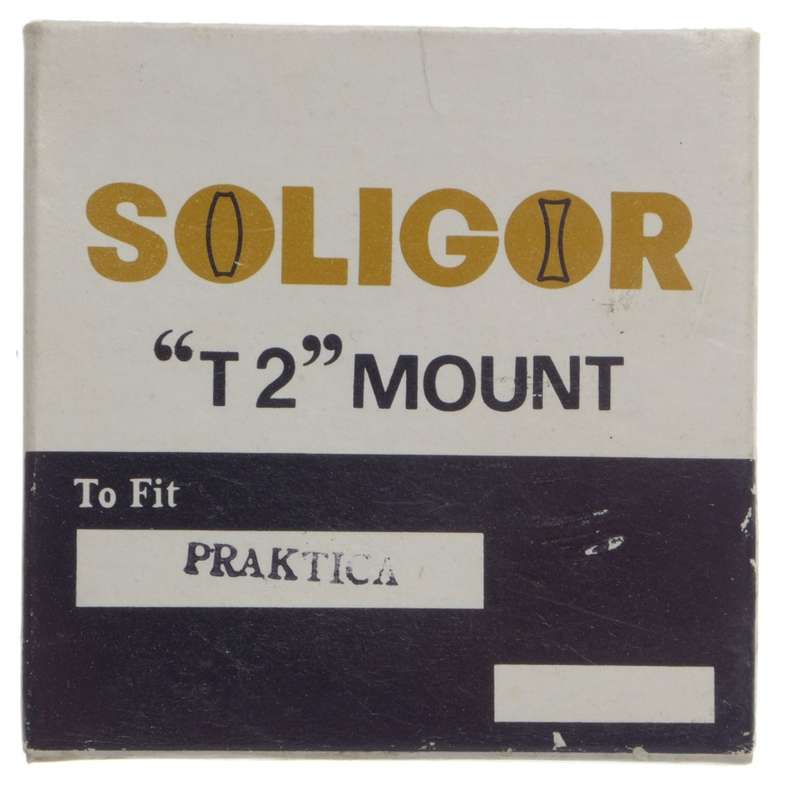 SOLIGOR
“T 2” MOUNT
To Fit
PRAKTICA